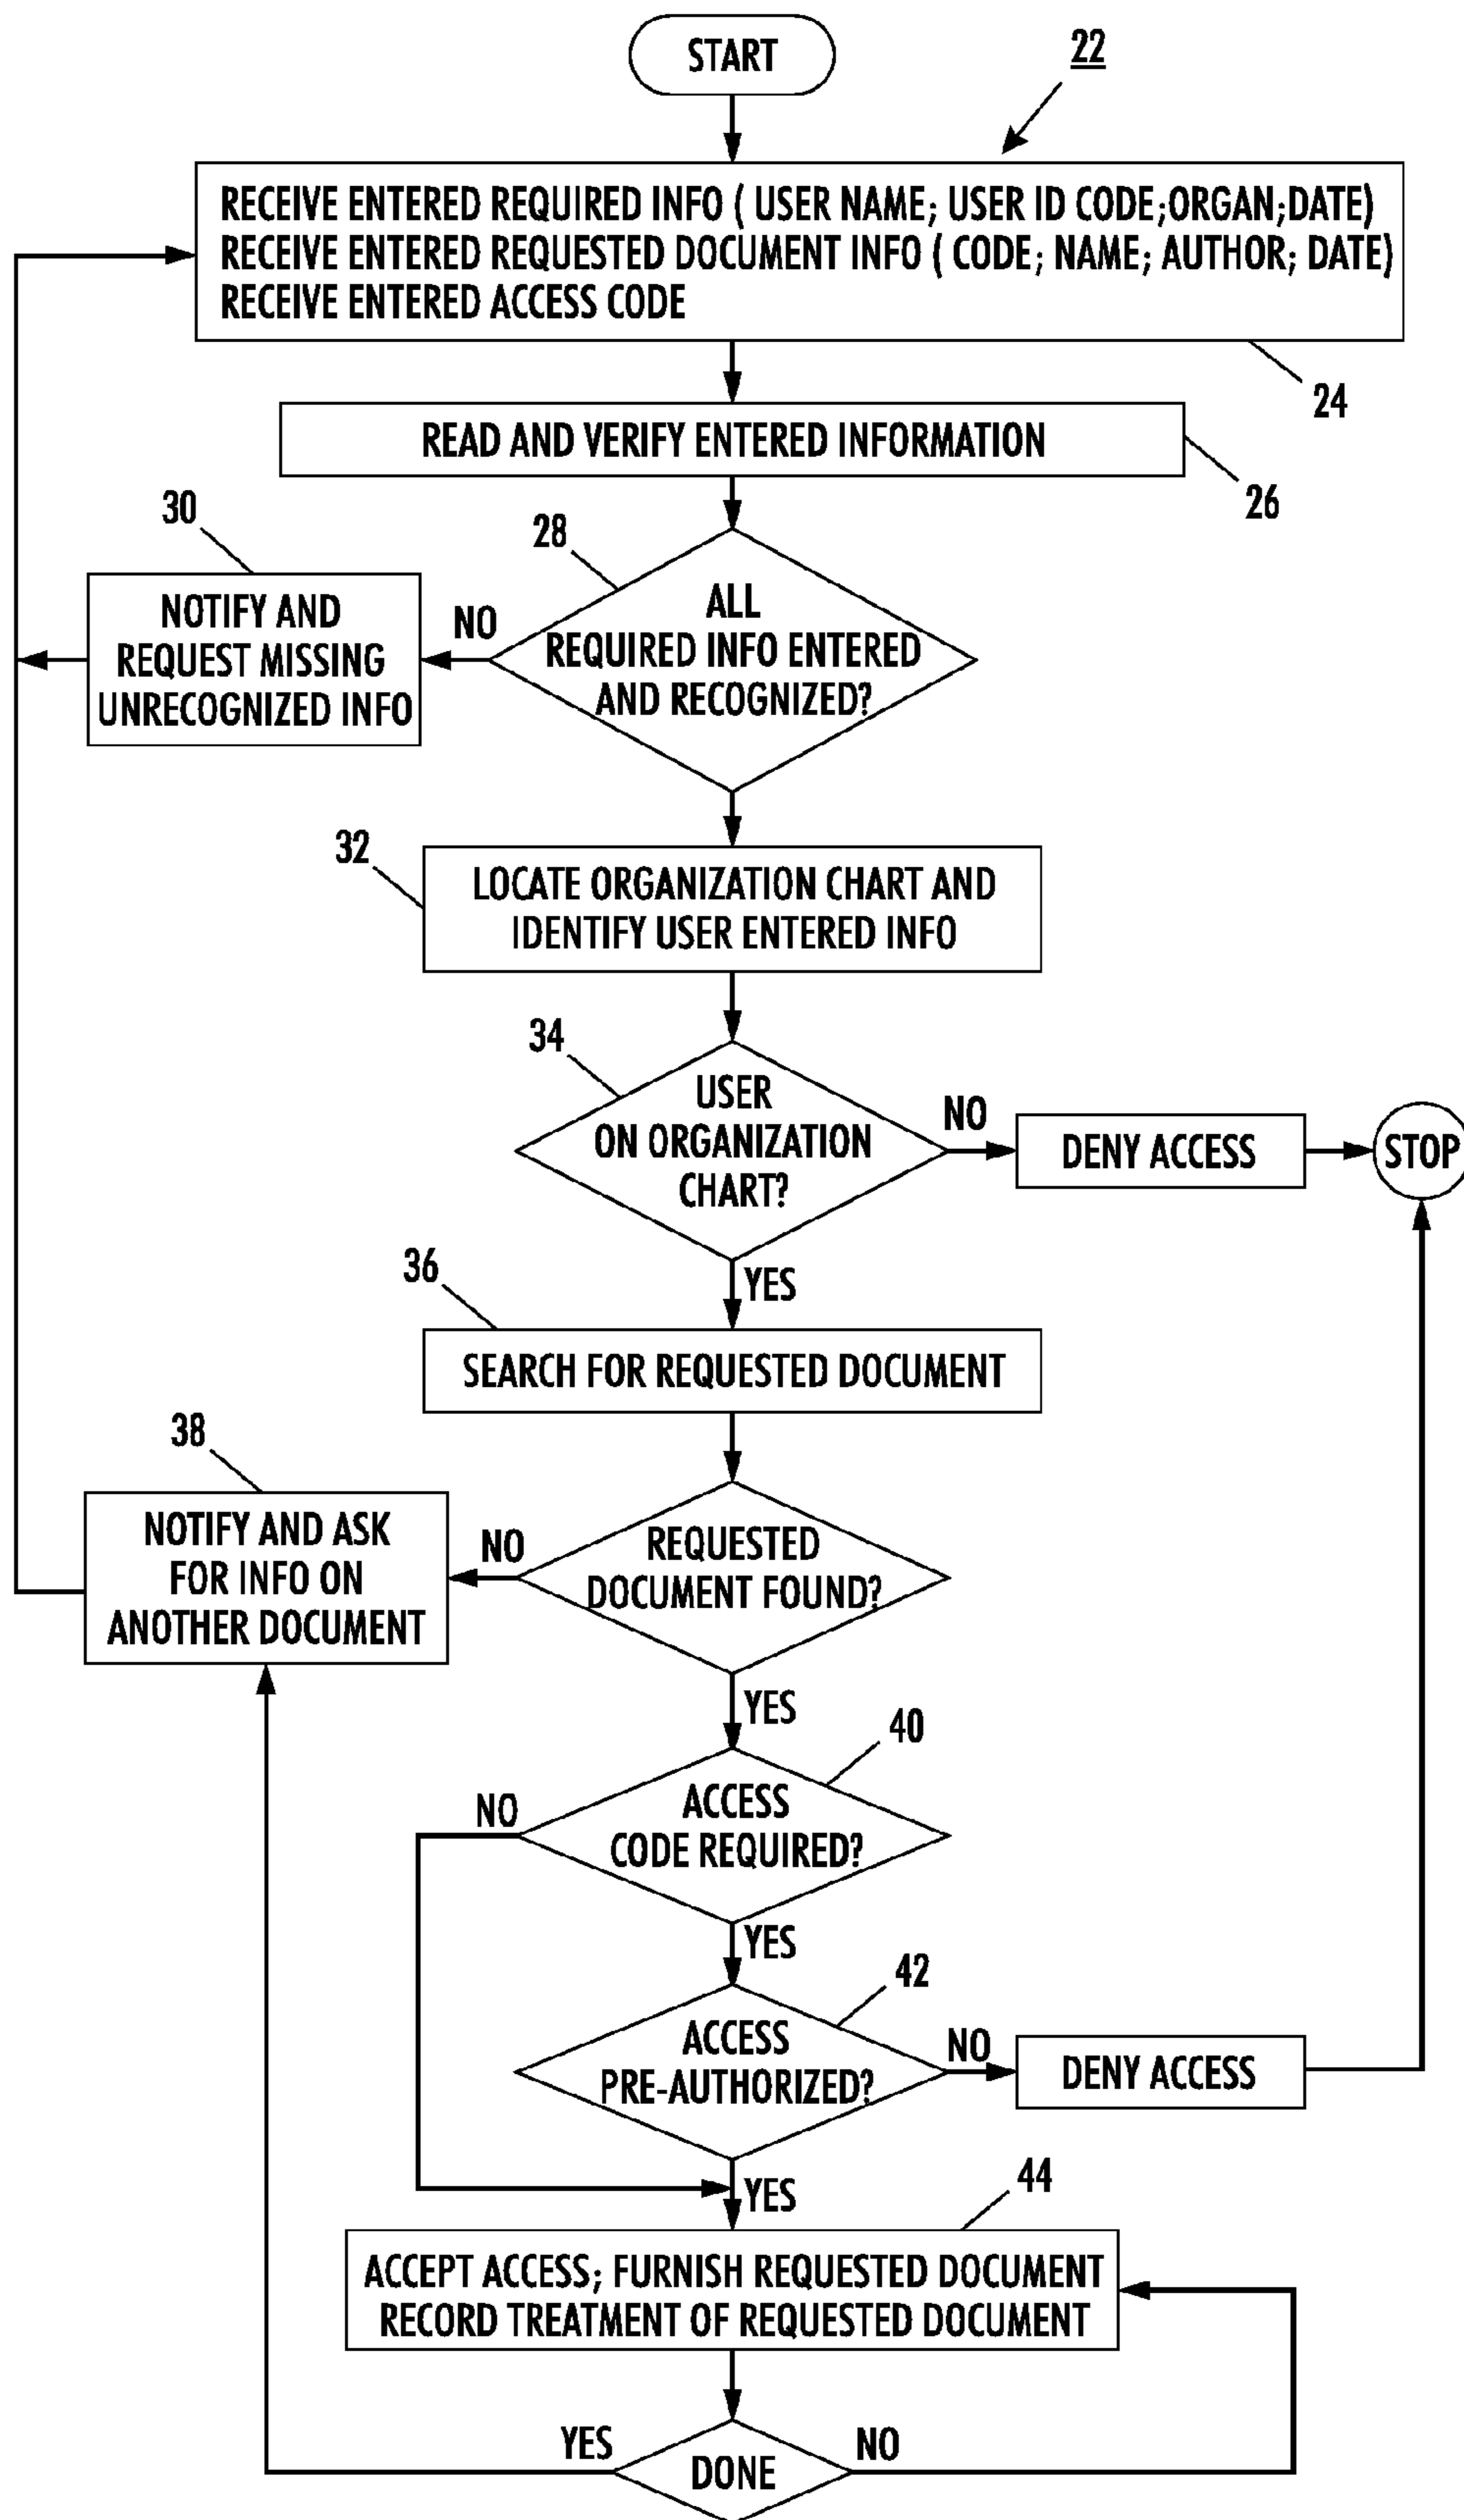 START
22
RECEIVE ENTERED REQUIRED INFO ( USER NAME; USER ID CODE;ORGAN;DATE)
RECEIVE ENTERED REQUESTED DOCUMENT INFO ( CODE; NAME; AUTHOR; DATE)
RECEIVE ENTERED ACCESS CODE
24
READ AND VERIFY ENTERED INFORMATION
26
28
ALL
REQUIRED INFO ENTERED
AND RECOGNIZED?
NO
30
NOTIFY AND
REQUEST MISSING
UNRECOGNIZED INFO
32
LOCATE ORGANIZATION CHART AND
IDENTIFY USER ENTERED INFO
34
USER
ON ORGANIZATION
CHART?
NO
DENY ACCESS
STOP
YES
36
SEARCH FOR REQUESTED DOCUMENT
38
NOTIFY AND ASK
FOR INFO ON
ANOTHER DOCUMENT
NO
REQUESTED
DOCUMENT FOUND?
YES
40
NO
ACCESS
CODE REQUIRED?
YES
42
ACCESS
PRE-AUTHORIZED?
NO
DENY ACCESS
YES
44
ACCEPT ACCESS; FURNISH REQUESTED DOCUMENT
RECORD TREATMENT OF REQUESTED DOCUMENT
YES
DONE
NO